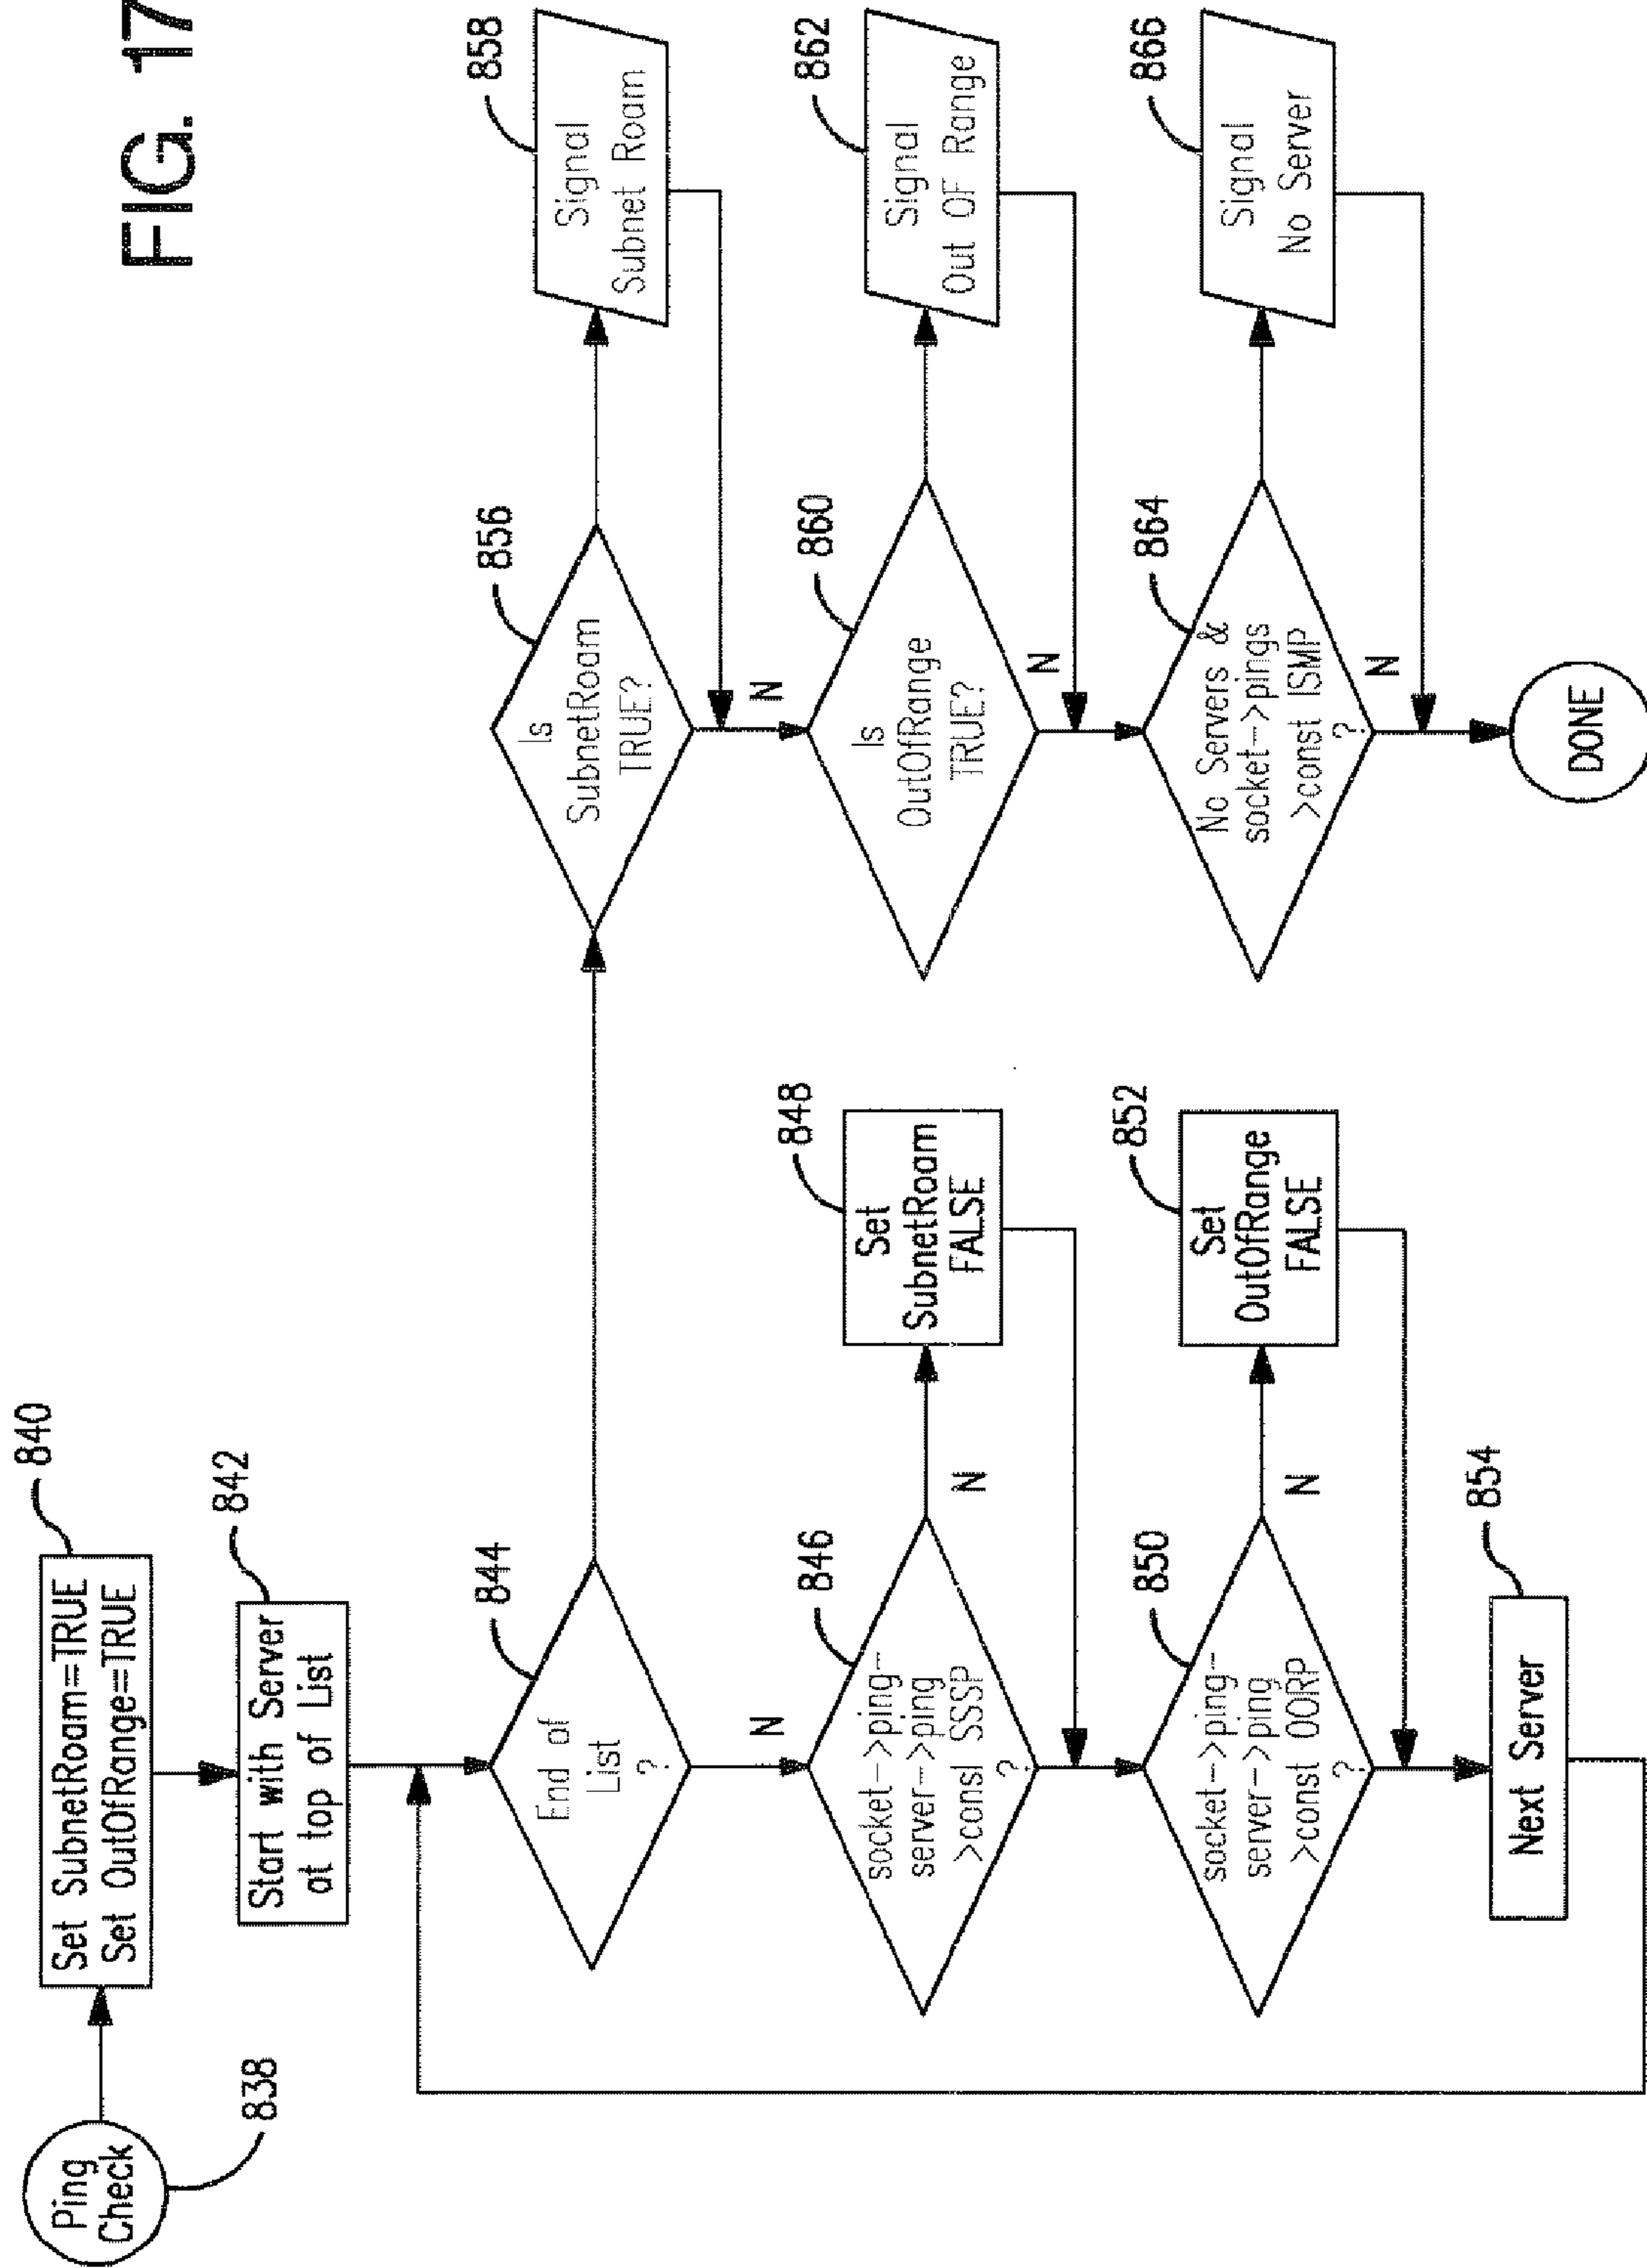 FIG. 17
Ping
Check
838
Set SubnetRoam=TRUE
Set OutOfRange=TRUE
840
Start with Server
at top of List
842
End of
List
?
844
N
socket->ping-
server->ping
>const SSSP
?
846
N
Set
SubnetRoam
FALSE
848
socket->ping-
server->ping
>const OORP
?
850
N
Set
OutOfRange
FALSE
852
Next Server
854
Is
SubnetRoam
TRUE?
856
Signal
Subnet Roam
858
N
Is
OutOfRange
TRUE?
860
Signal
Out OF Range
862
N
No Servers &
socket->pings
>const ISMP
?
864
Signal
No Server
866
N
DONE